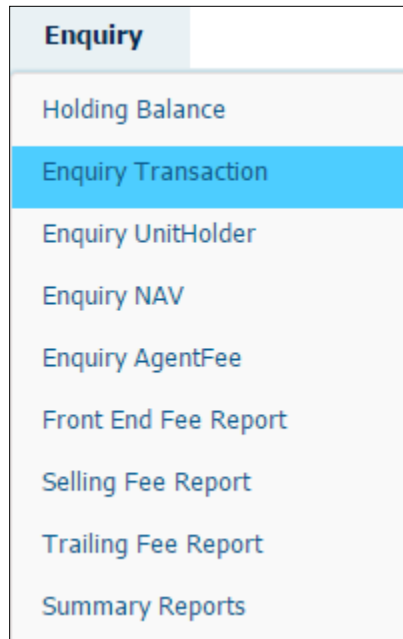 Enquiry
Holding Balance
Enquiry Transaction
Enquiry UnitHolder
Enquiry NAV
Enquiry AgentFee
Front End Fee Report
Selling Fee Report
Trailing Fee Report
Summary Reports